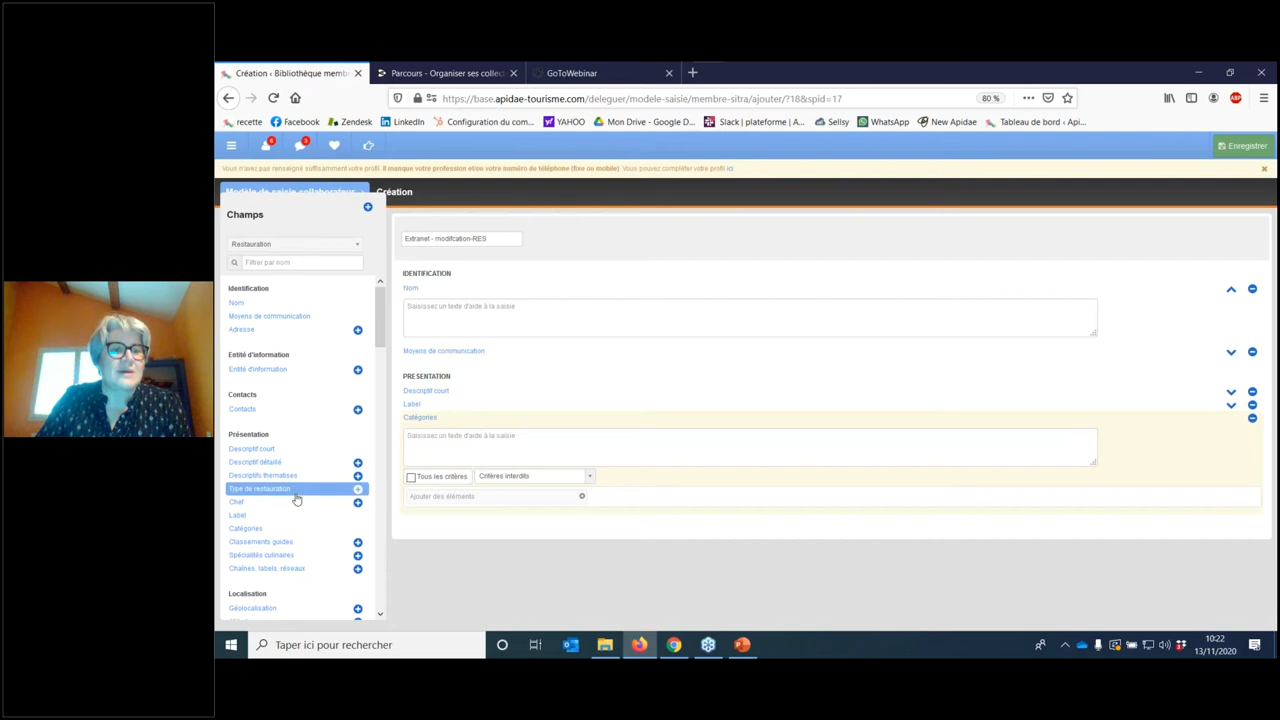 Création ‹ Bibliothèque memb
Parcours - Organiser ses collect
GoToWebinar
https://base.apidae-tourisme.com/deleguer/modele-saisie/membre-sitra/ajouter/?18&spid=17
80 %
recette
Facebook
Zendesk
LinkedIn
Configuration du com...
YAHOO
Mon Drive - Google D...
Slack | plateforme | A...
Sellsy
WhatsApp
New Apidae
Tableau de bord ‹ Api...
6
3
Enregistrer
Vous n'avez pas renseigné suffisamment votre profil. Il manque votre profession et/ou votre numéro de téléphone (fixe ou mobile). Vous pouvez compléter votre profil ici.
Modèle de saisie collaborateur
Création
Champs
Restauration
Filtrer par nom
Identification
Nom
Moyens de communication
Adresse
Entité d'information
Entité d'information
Contacts
Contacts
Présentation
Descriptif court
Descriptif détaillé
Descriptifs thématisés
Type de restauration
Chef
Label
Catégories
Classements guides
Spécialités culinaires
Chaînes, labels, réseaux
Localisation
Géolocalisation
Extranet - modifcation-RES
IDENTIFICATION
Nom
Saisissez un texte d'aide à la saisie
Moyens de communication
PRESENTATION
Descriptif court
Label
Catégories
Saisissez un texte d'aide à la saisie
Tous les critères
Critères interdits
Ajouter des éléments
Taper ici pour rechercher
10:22
13/11/2020